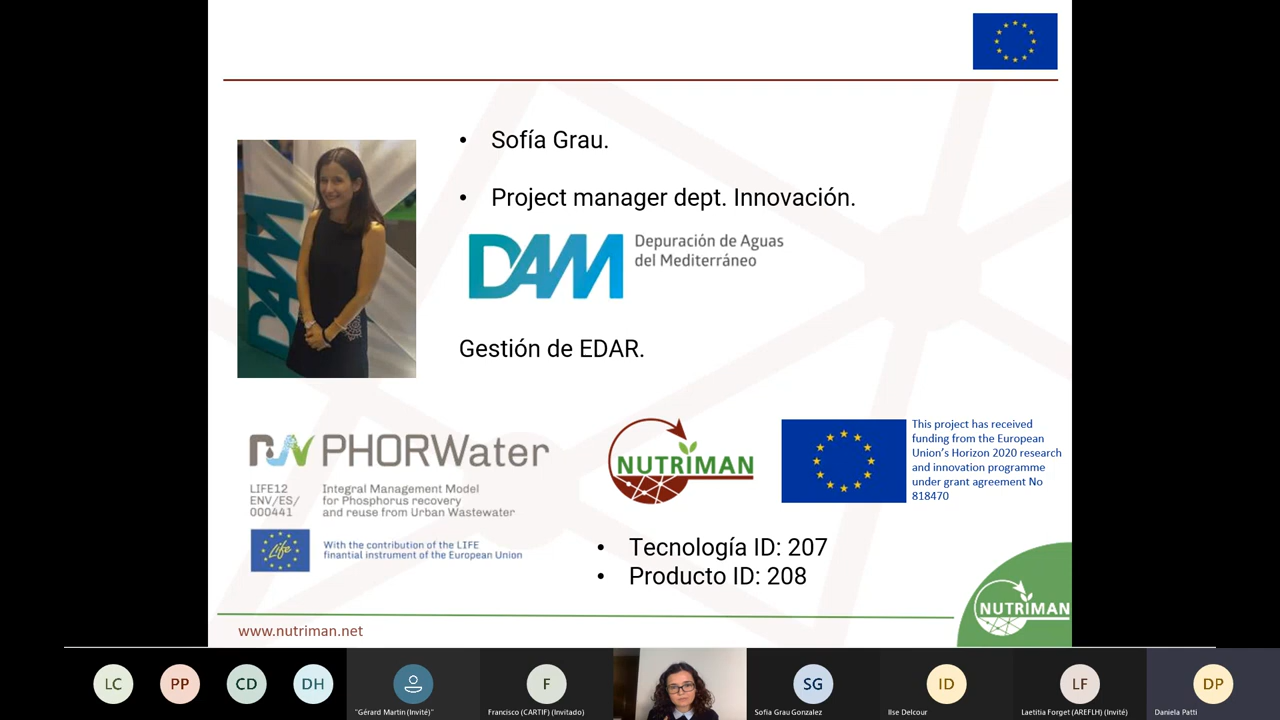 • Sofía Grau.
• Project manager dept. Innovación.
DAM
DAM
Depuración de Aguas
del Mediterráneo
Gestión de EDAR.
PHORWater
LIFE12
ENV/ES/
000441
Integral Management Model
for Phosphorus recovery
and reuse from Urban Wastewater
Life
With the contribution of the LIFE
finantial instrument of the European Union
NUTRIMAN
This project has received
funding from the European
Union's Horizon 2020 research
and innovation programme
under grant agreement No
818470
• Tecnología ID: 207
• Producto ID: 208
NUTRIMAN
www.nutriman.net
LC
PP
CD
DH
"Gérard Martin (Invité)"
F
Francisco (CARTIF) (Invitado)
SG
Sofia Grau Gonzalez
ID
Ilse Delcour
LF
Laetitia Forget (AREFLH) (Invité)
DP
Daniela Patti